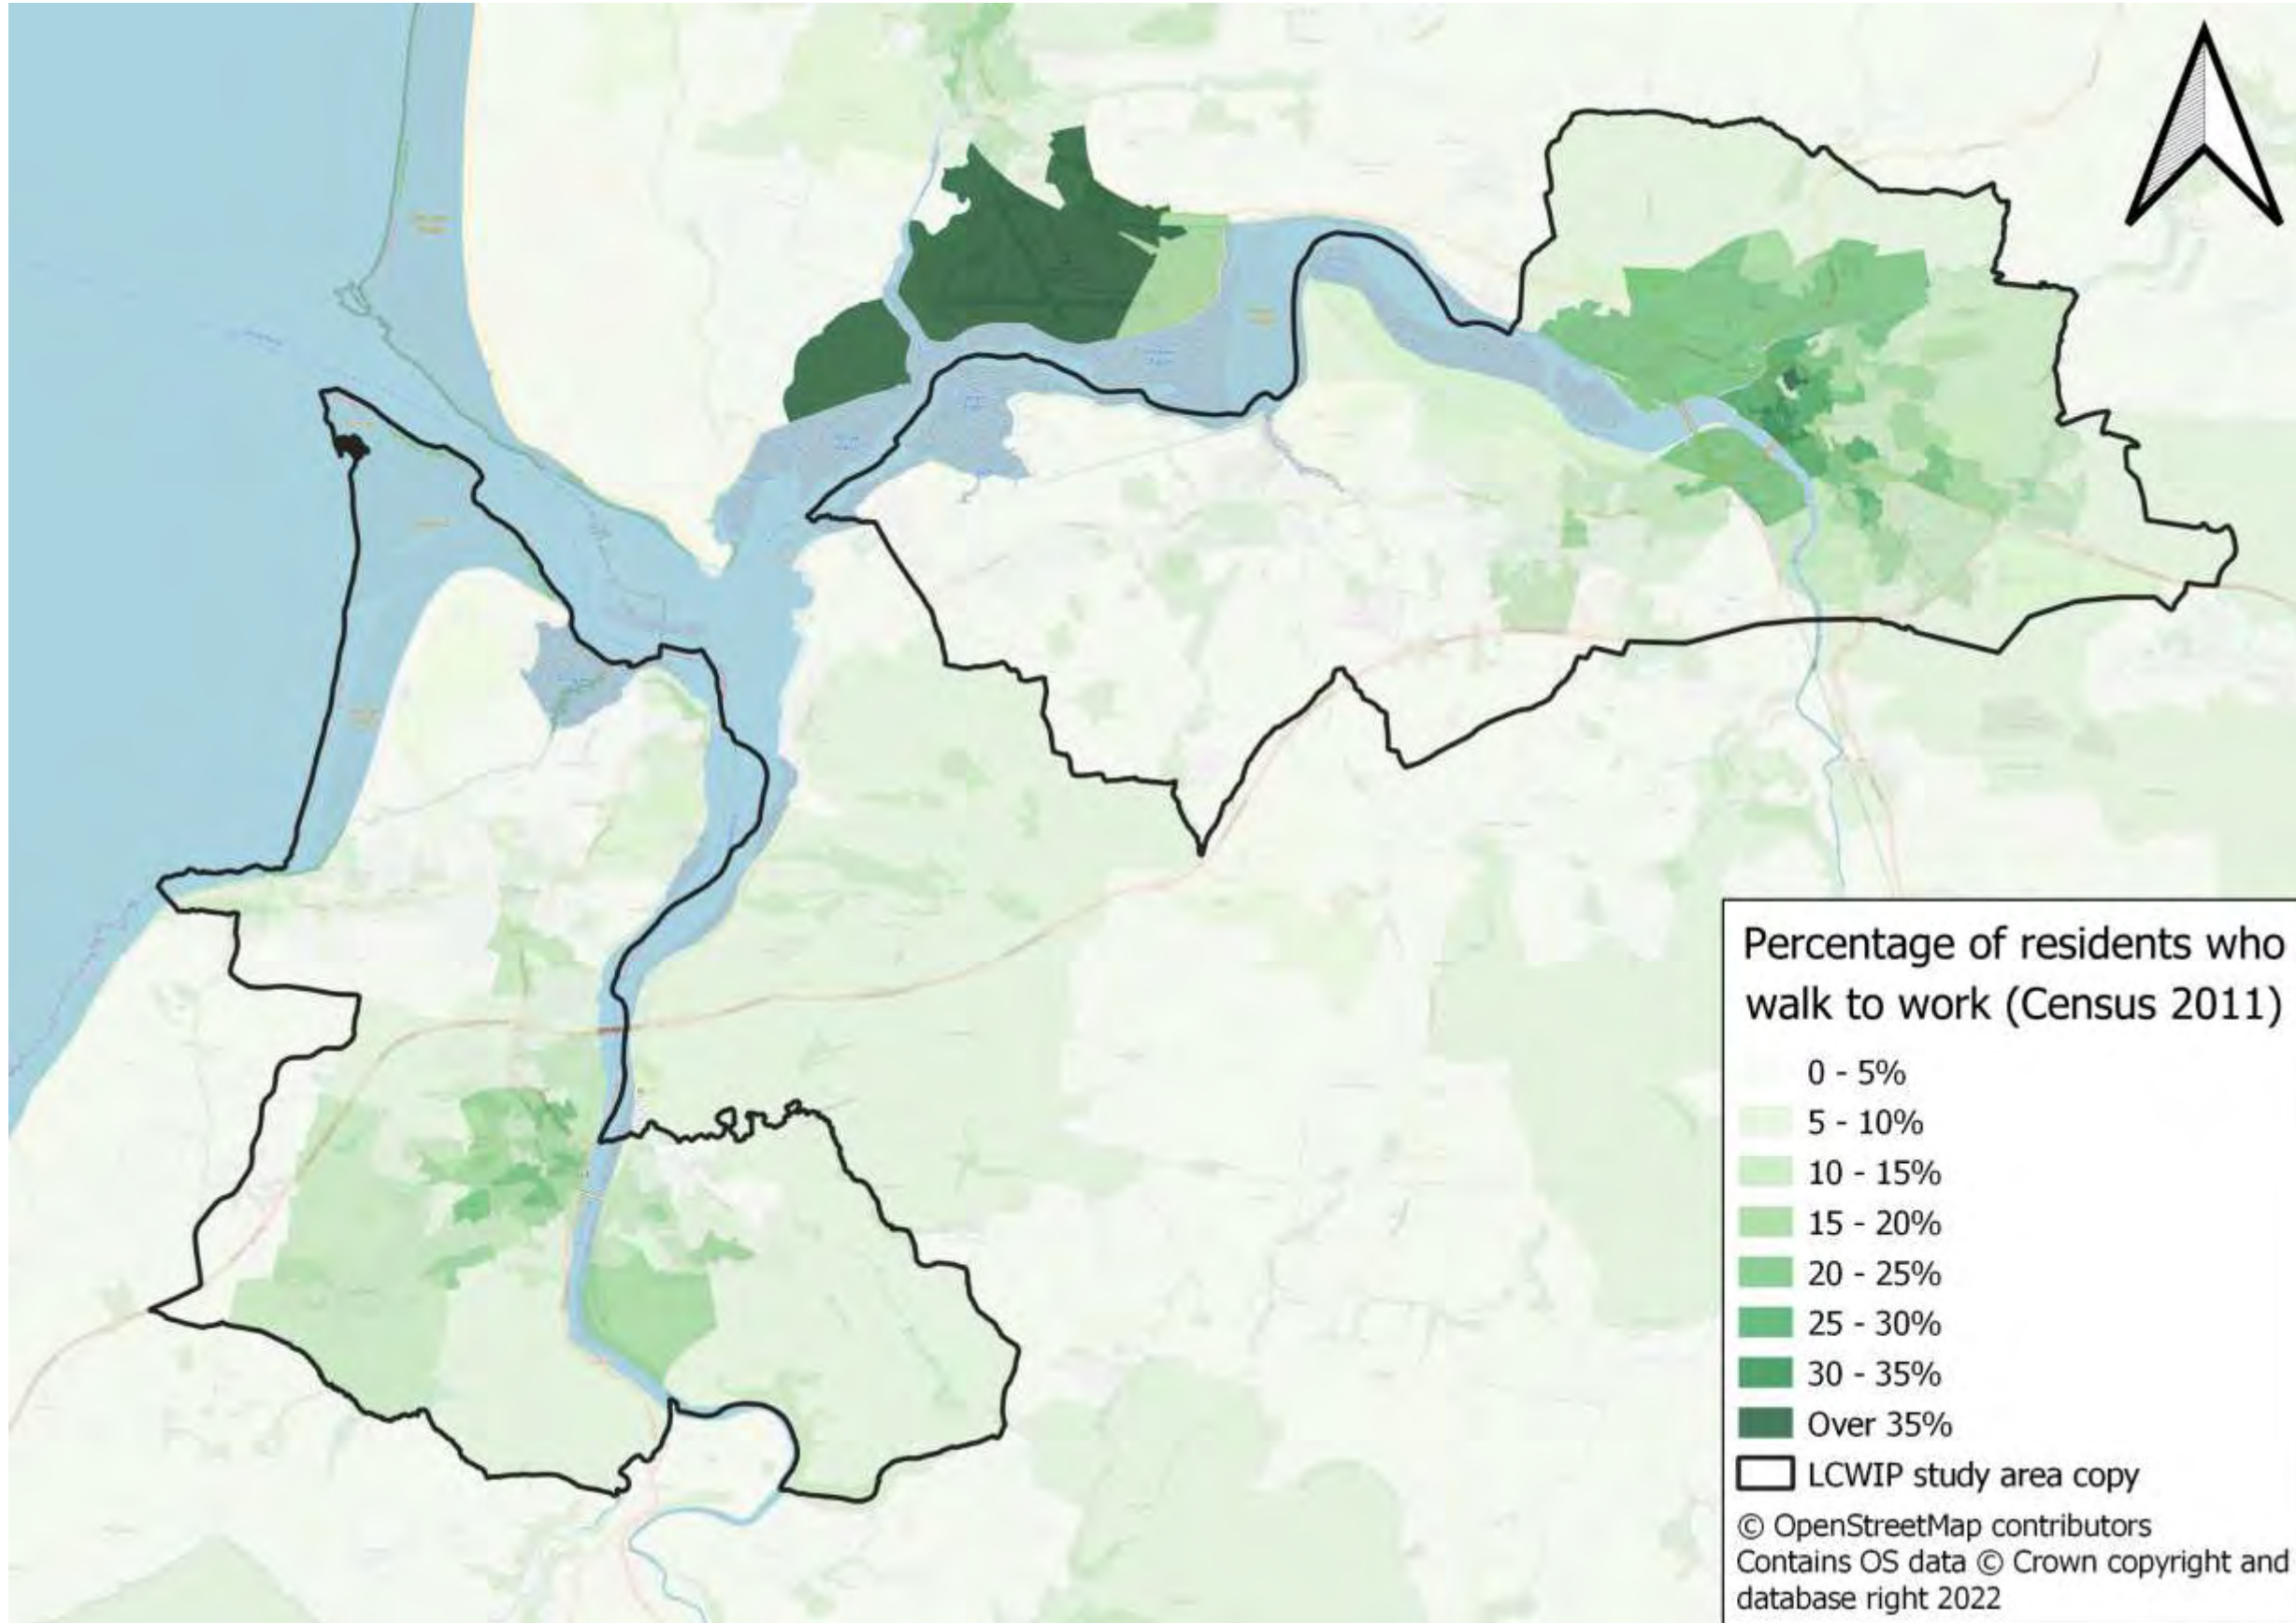 Percentage of residents who
walk to work (Census 2011)
0 - 5%
5 - 10%
10 - 15%
15 - 20%
20 - 25%
25 - 30%
30 - 35%
Over 35%
LCWIP study area copy
© OpenStreetMap contributors
Contains OS data © Crown copyright and
database right 2022